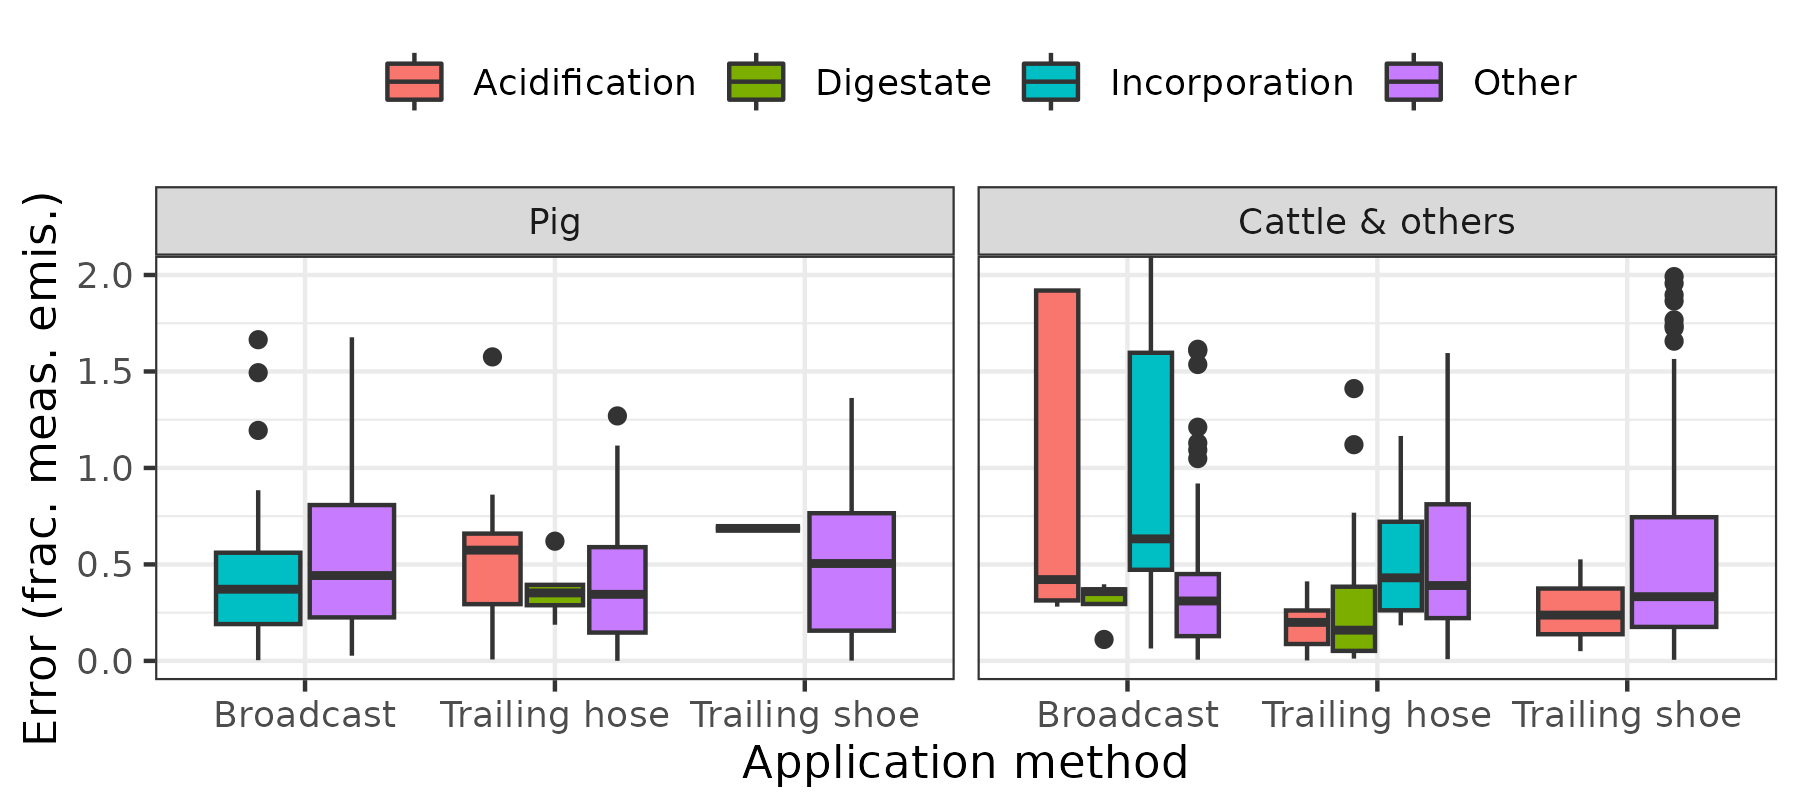 Acidification Digestate Incorporation Other
Pig Cattle & others
Error (frac. meas. emis.)
2.0
1.5
1.0
0.5
0.0
Broadcast Trailing hose Trailing shoe Broadcast Trailing hose Trailing shoe
Application method